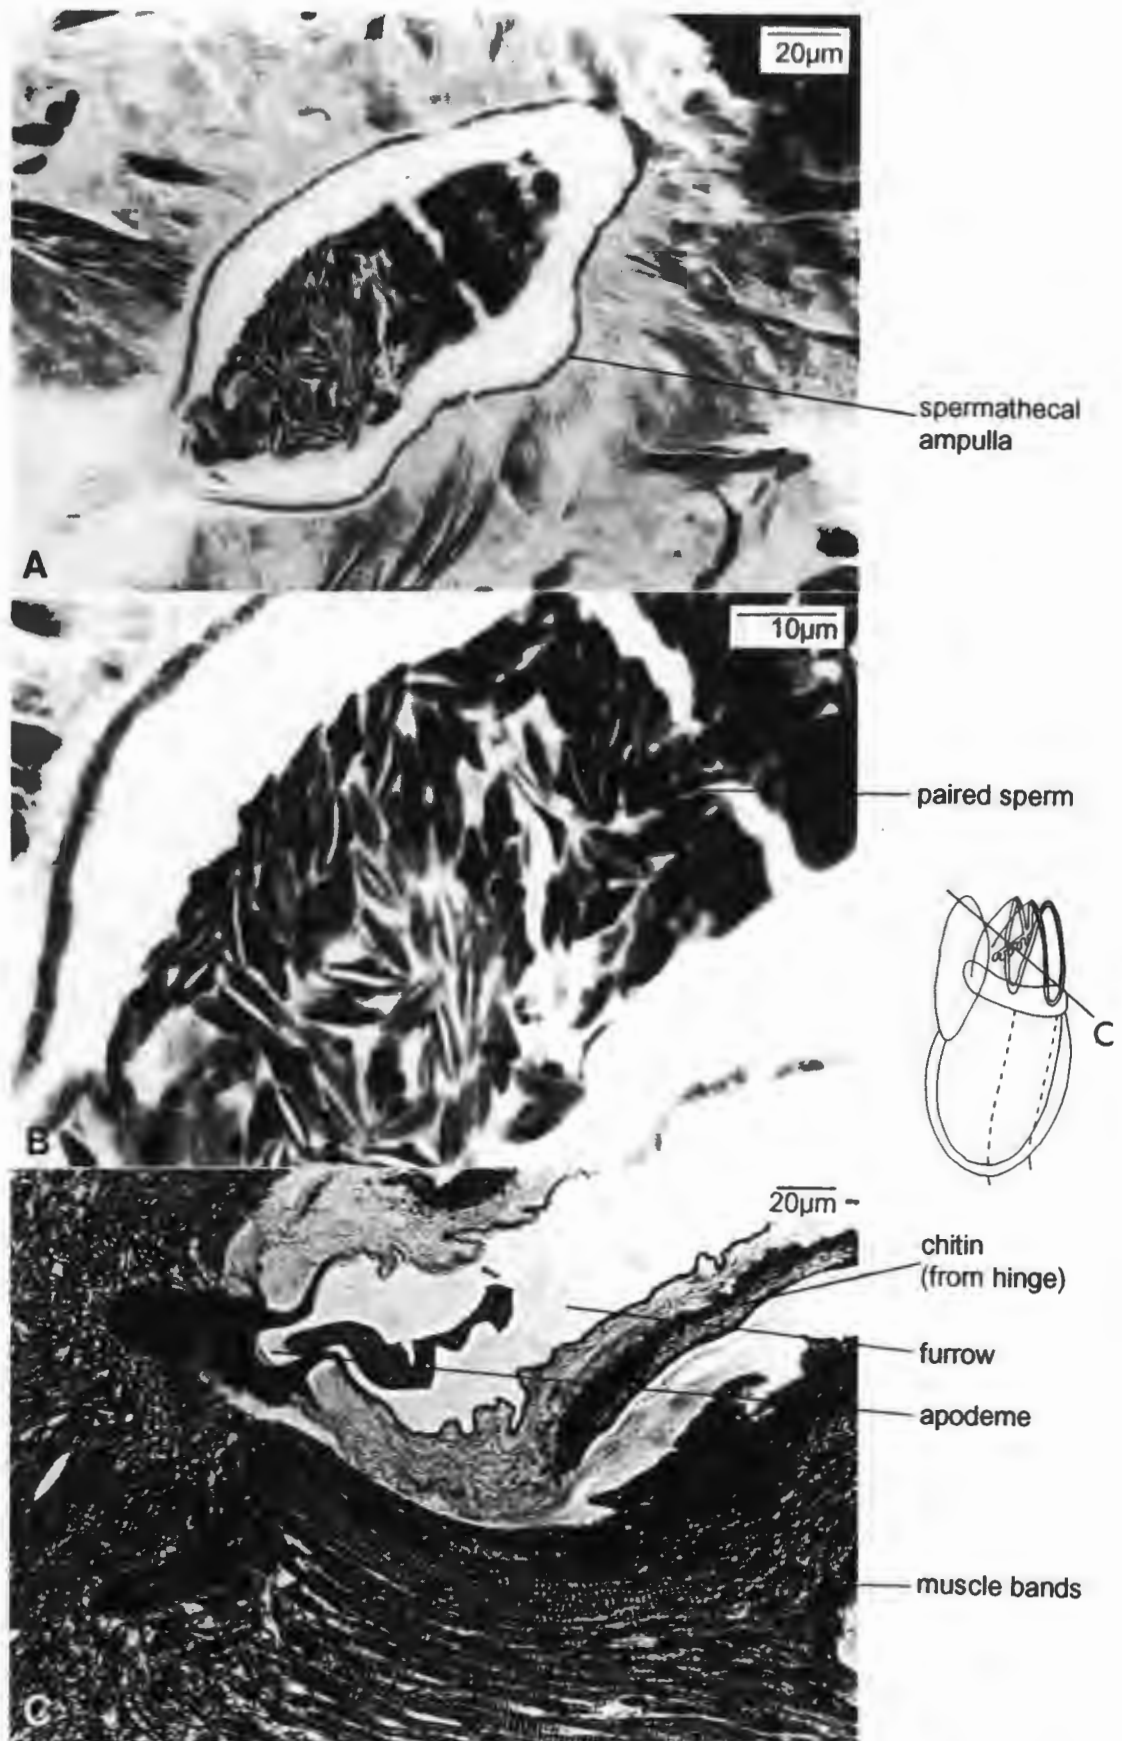 20µm
spermathecal
ampulla
A
10µm
paired sperm
B
C
20µm
chitin
(from hinge)
furrow
apodeme
muscle bands
C